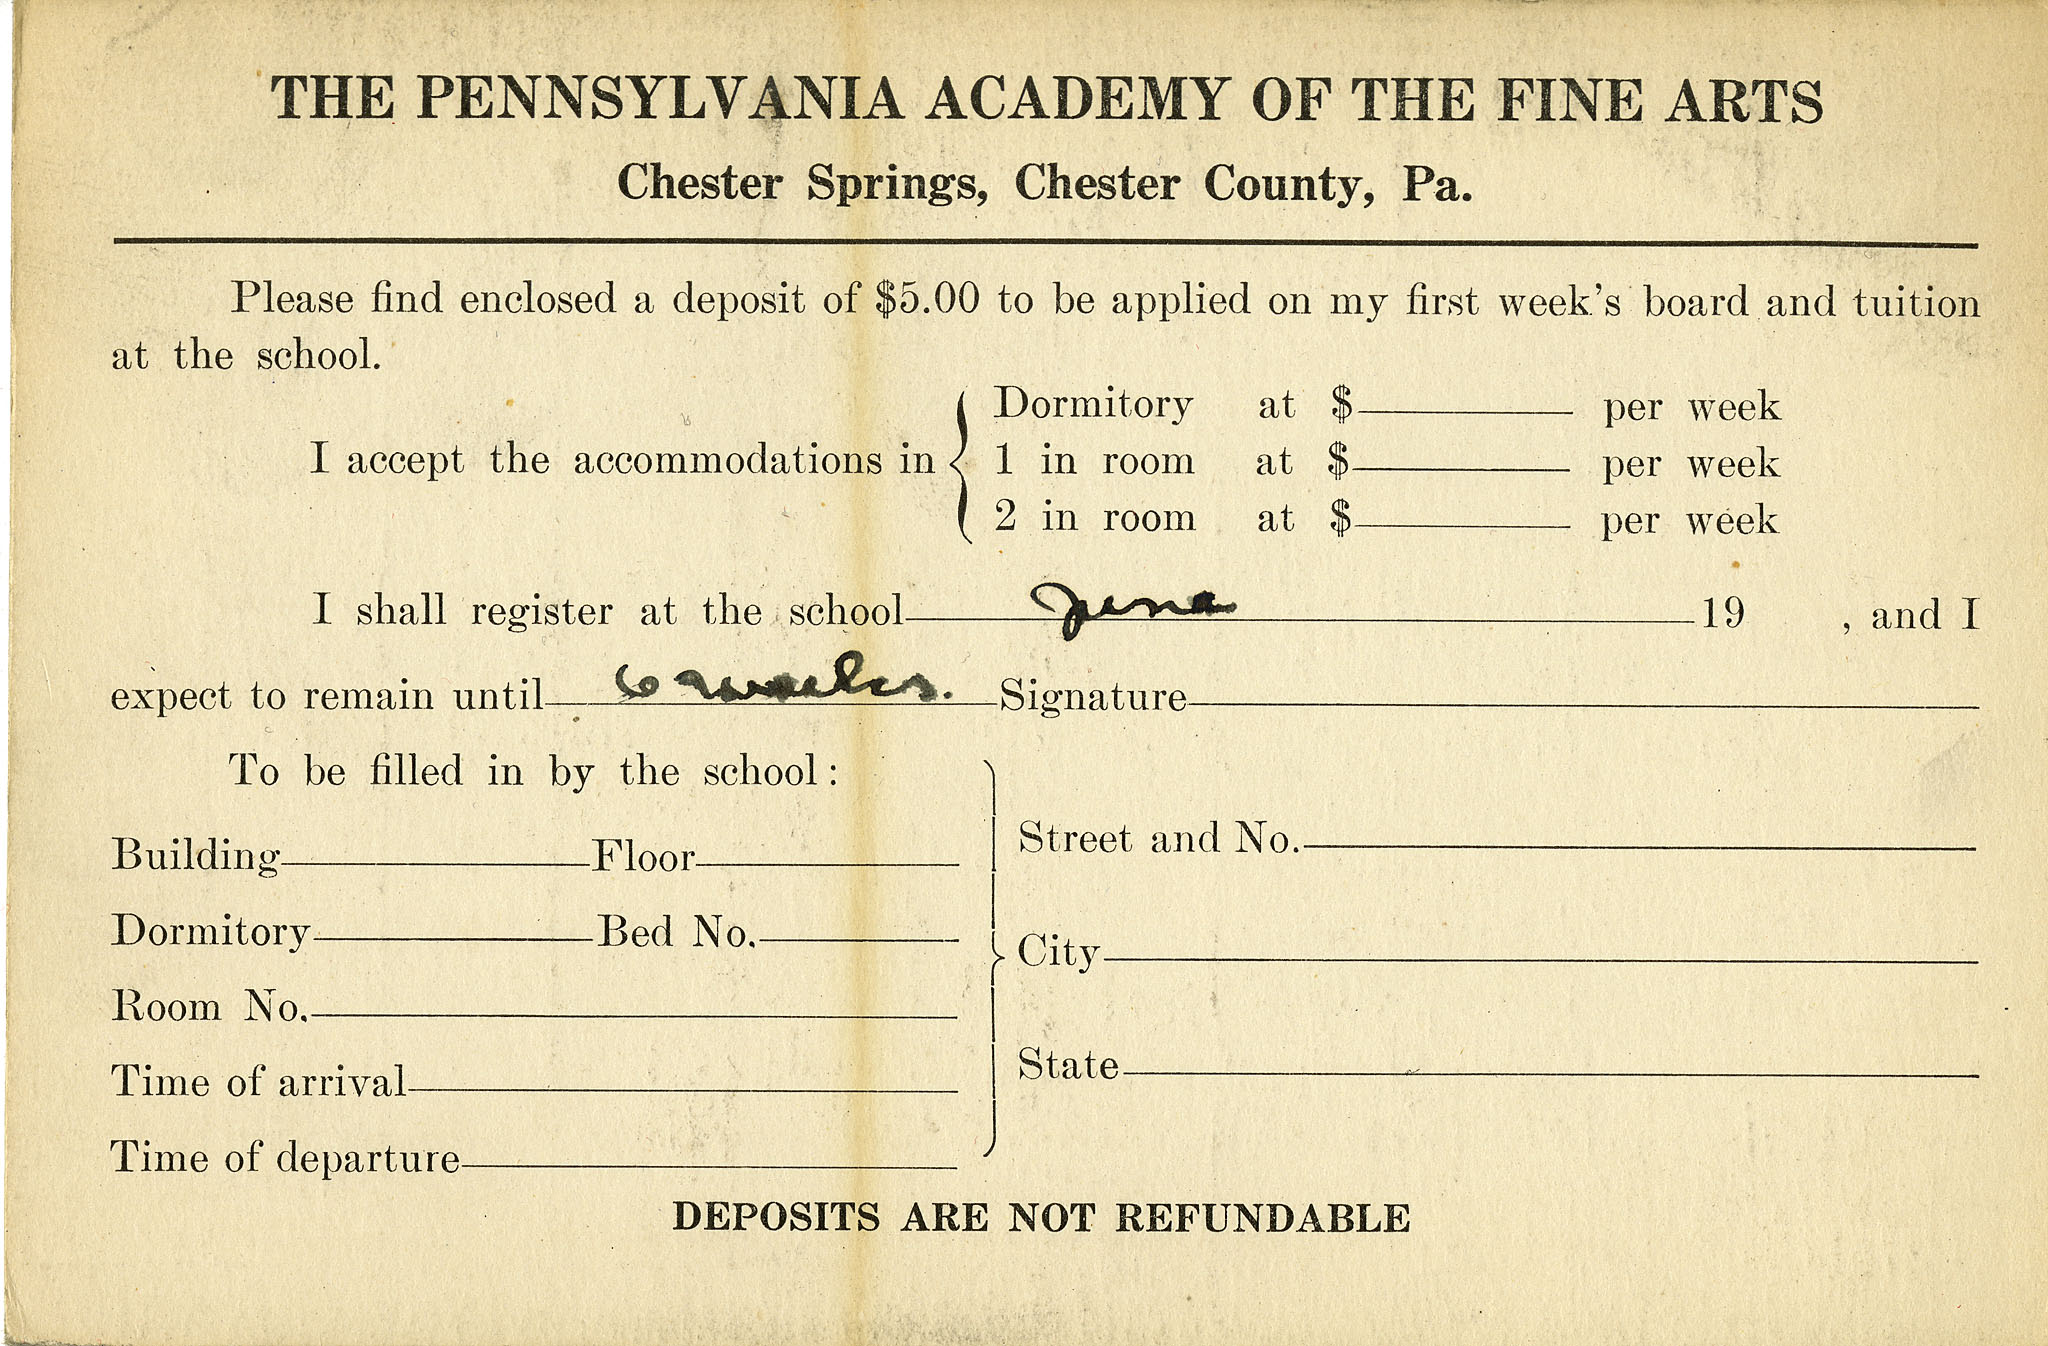 THE PENNSYLVANIA ACADEMY OF THE FINE ARTS
Chester Springs, Chester County, Pa.
Please find enclosed a deposit of $5.00 to be applied on my first week's board and tuition
at the school.
I accept the accommodations in
Dormitory at $ per week
1 in room at $ per week
2 in room at $ per week
I shall register at the school June 19 , and I
expect to remain until 6 weeks. Signature
To be filled in by the school:
Building Floor
Dormitory Bed No.
Room No.
Time of arrival
Time of departure
Street and No.
City
State
DEPOSITS ARE NOT REFUNDABLE